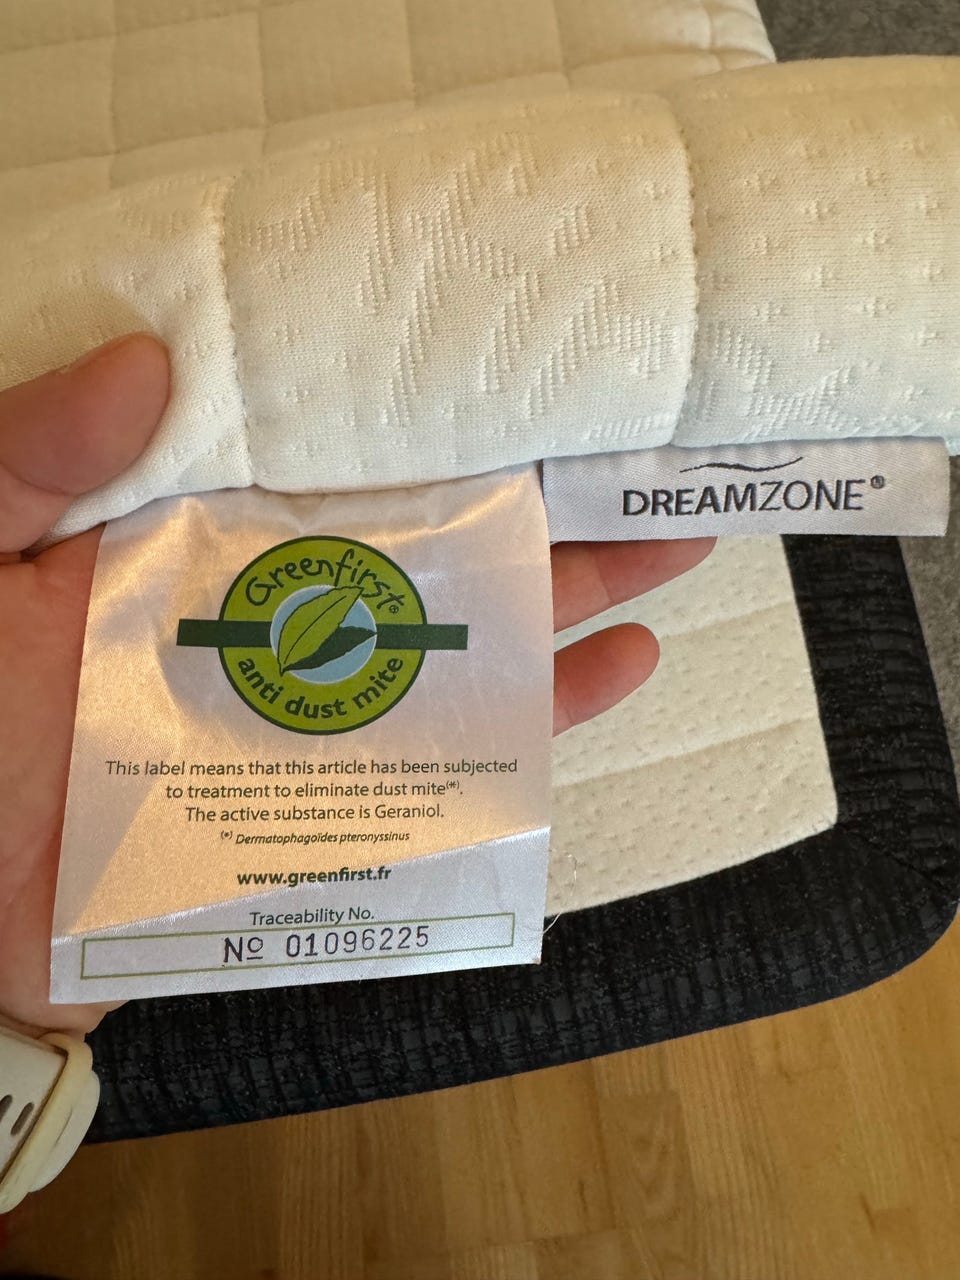 DREAMZONE®
Greenfirst®
anti dust mite
This label means that this article has been subjected
to treatment to eliminate dust mite(*).
The active substance is Geraniol.
(*) Dermatophagoïdes pteronyssinus
www.greenfirst.fr
Traceability No.
Nº 01096225